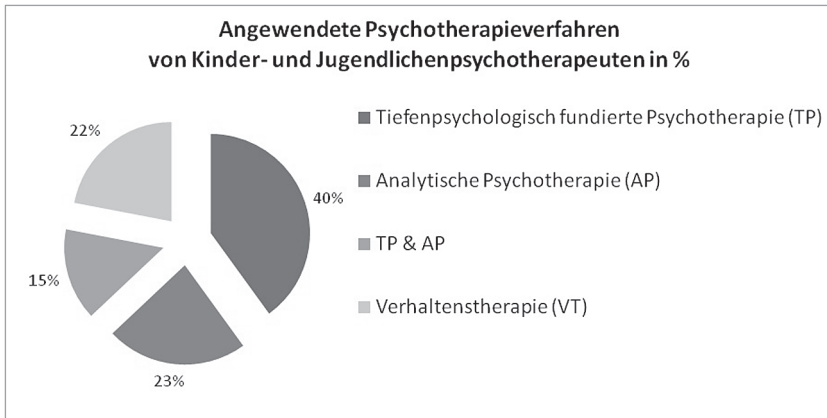 Angewendete Psychotherapieverfahren
von Kinder- und Jugendlichenpsychotherapeuten in %
22%
40%
15%
23%
Tiefenpsychologisch fundierte Psychotherapie (TP)
Analytische Psychotherapie (AP)
TP & AP
Verhaltenstherapie (VT)